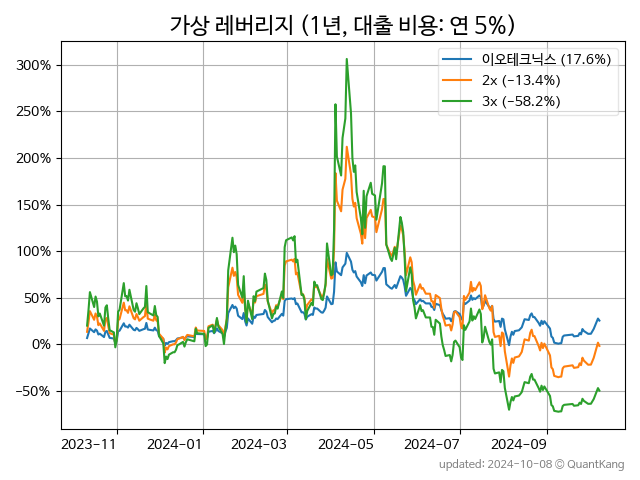 가상 레버리지 (1년, 대출 비용: 연 5%)
이오테크닉스 (17.6%)
2x (−13.4%)
3x (−58.2%)
300%
250%
200%
150%
100%
50%
0%
−50%
2023-11 2024-01 2024-03 2024-05 2024-07 2024-09
updated: 2024-10-08 © QuantKang